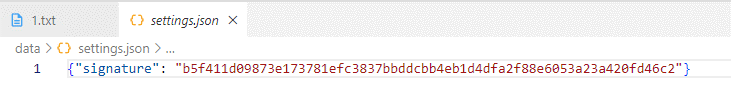 1.txt {} settings.json ×
data > {} settings.json > ...
1 {"signature": "b5f411d09873e173781efc3837bbddcbb4eb1d4dfa2f88e6053a23a420fd46c2"}